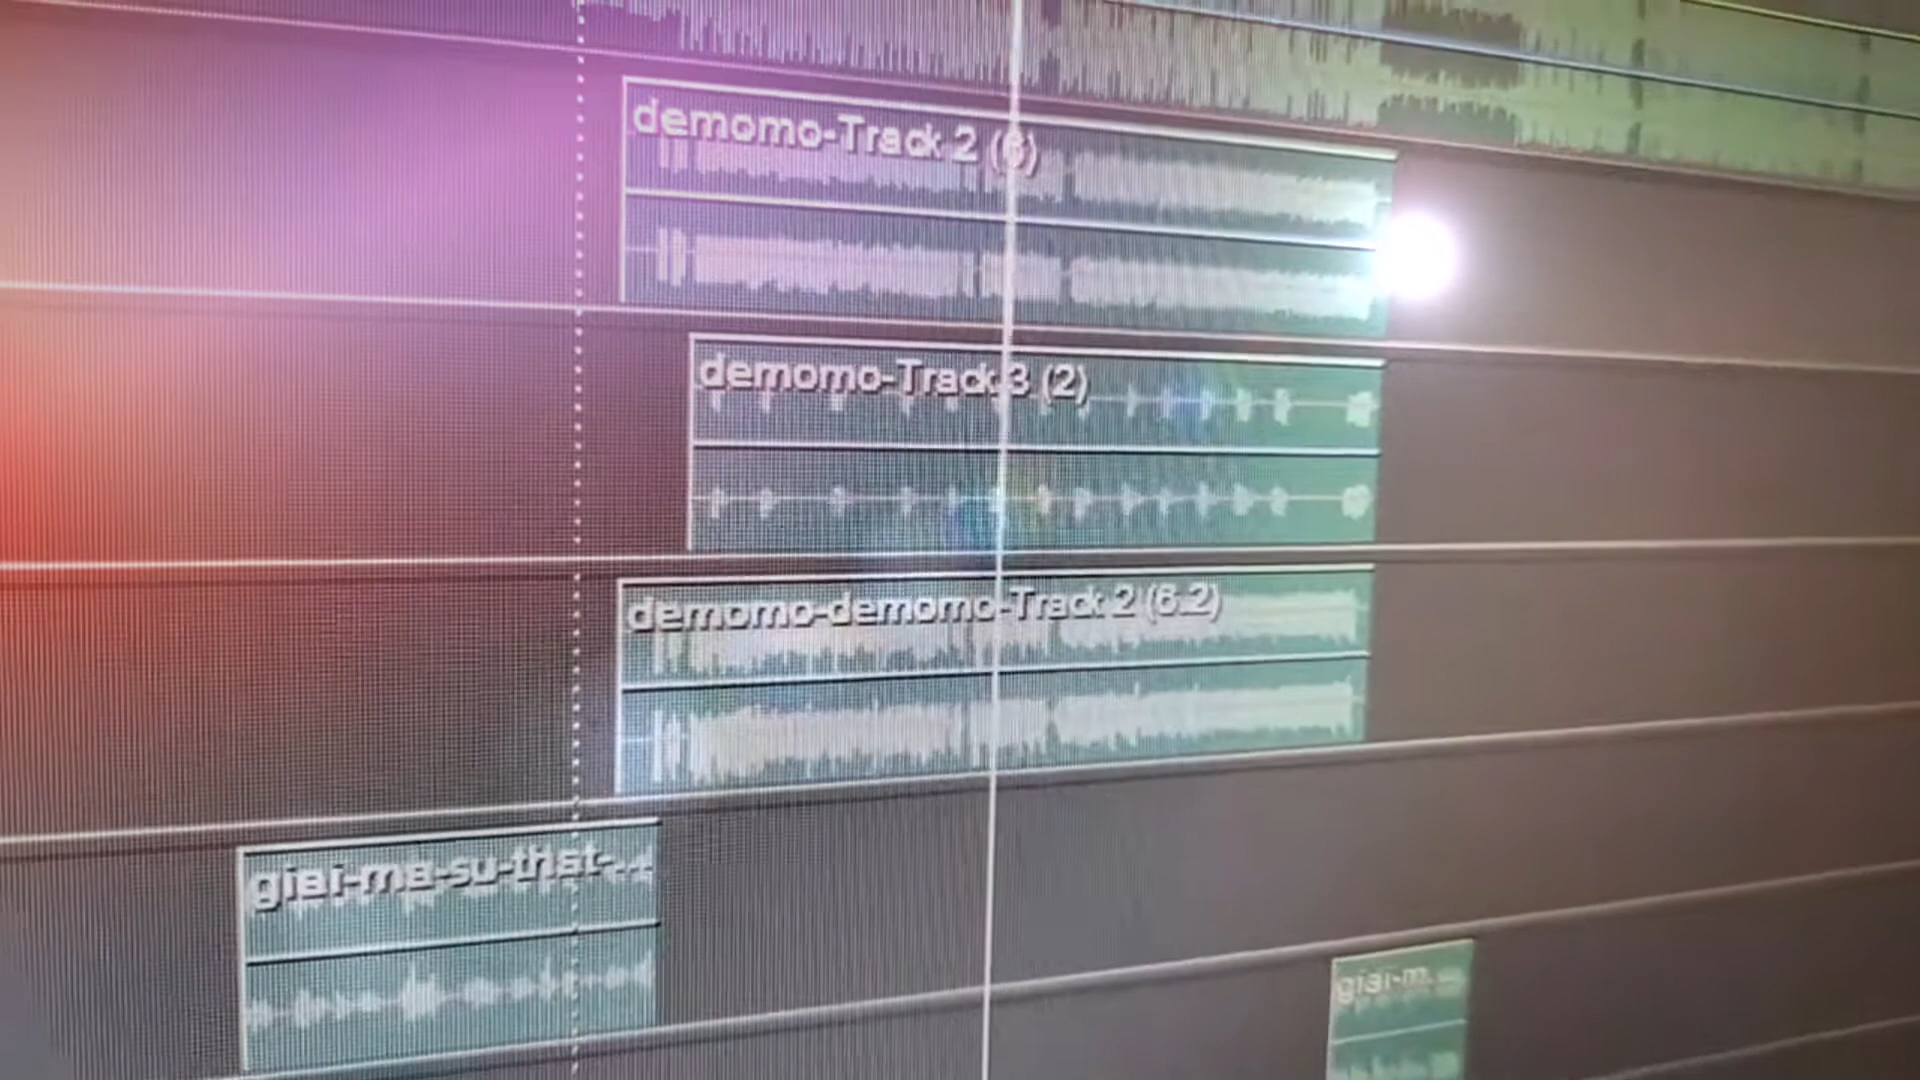 demomo-Track 2 (6)
demomo-Track 3 (2)
demomo-demomo-Track 2 (6.2)
giai-ma-su-that-...
giai-m...